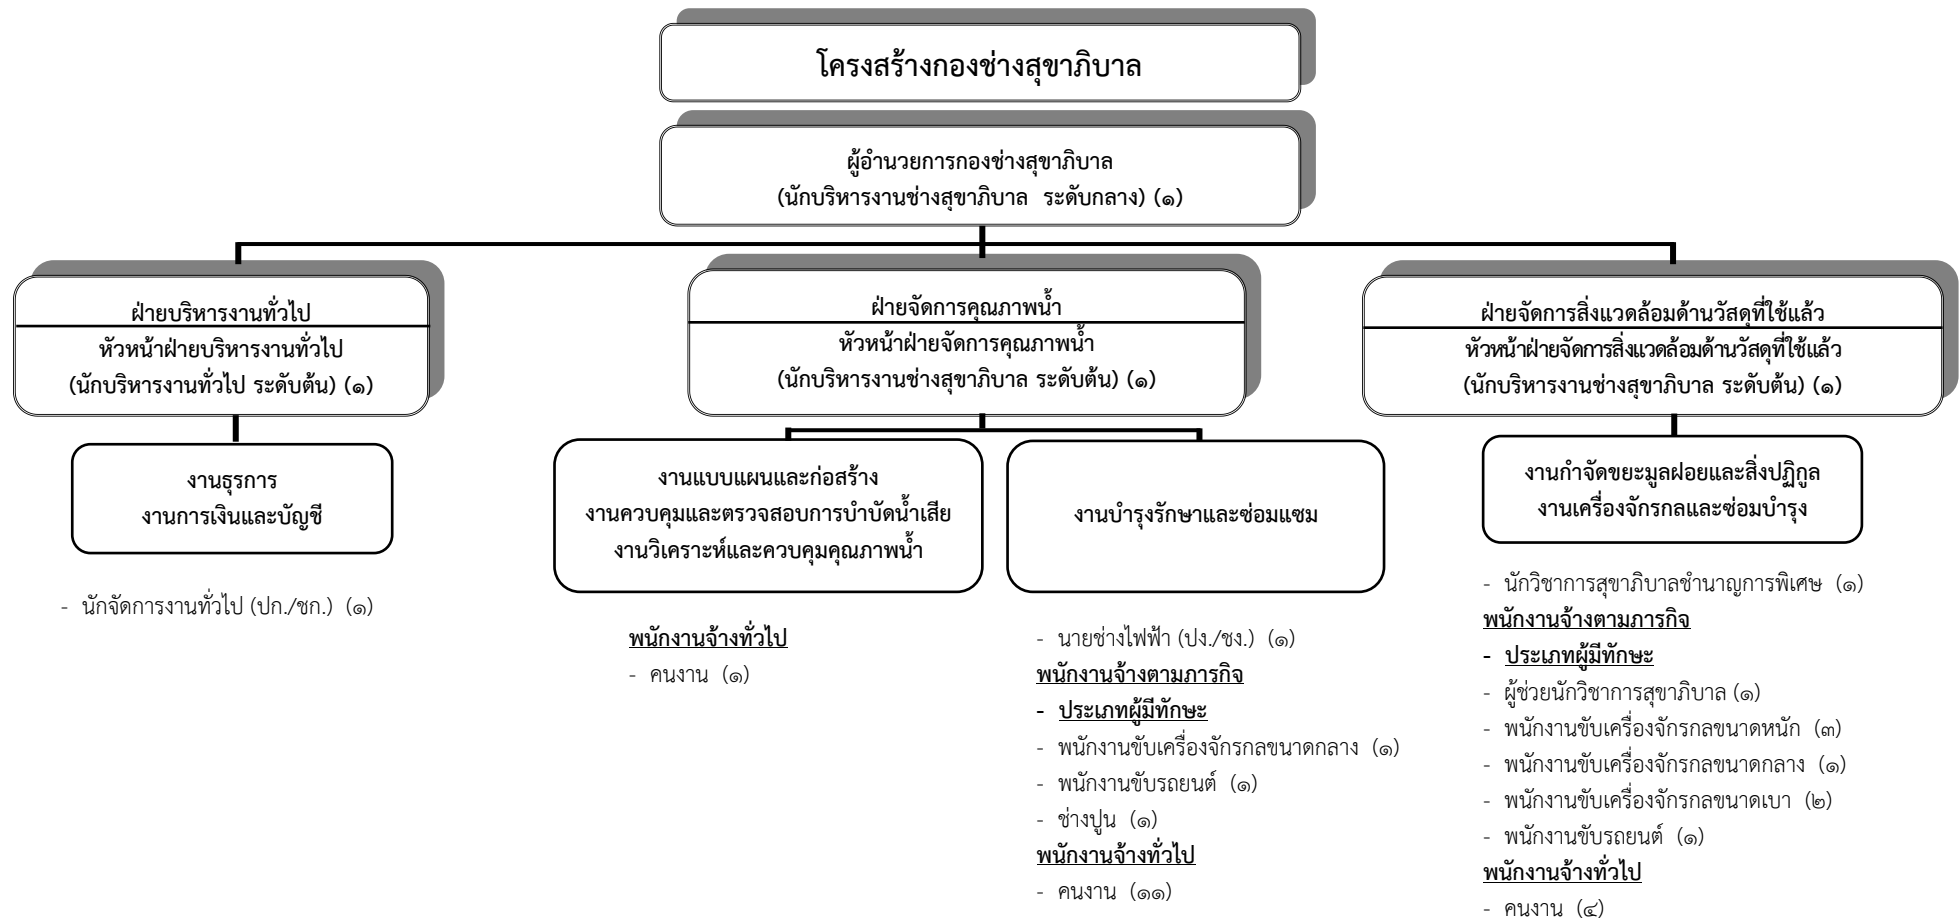 โครงสร้างกองช่างสุขาภิบาล
ผู้อำนวยการกองช่างสุขาภิบาล
(นักบริหารงานช่างสุขาภิบาล ระดับกลาง) (๑)
ฝ่ายบริหารงานทั่วไป
หัวหน้าฝ่ายบริหารงานทั่วไป
(นักบริหารงานทั่วไป ระดับต้น) (๑)
งานธุรการ
งานการเงินและบัญชี
- นักจัดการงานทั่วไป (ปก./ชก.) (๑)
ฝ่ายจัดการคุณภาพน้ำ
หัวหน้าฝ่ายจัดการคุณภาพน้ำ
(นักบริหารงานช่างสุขาภิบาล ระดับต้น) (๑)
งานแบบแผนและก่อสร้าง
งานควบคุมและตรวจสอบการบำบัดน้ำเสีย
งานวิเคราะห์และควบคุมคุณภาพน้ำ
พนักงานจ้างทั่วไป
- คนงาน (๑)
งานบำรุงรักษาและซ่อมแซม
- นายช่างไฟฟ้า (ปง./ชง.) (๑)
พนักงานจ้างตามภารกิจ
- ประเภทผู้มีทักษะ
- พนักงานขับเครื่องจักรกลขนาดกลาง (๑)
- พนักงานขับรถยนต์ (๑)
- ช่างปูน (๑)
พนักงานจ้างทั่วไป
- คนงาน (๑๑)
ฝ่ายจัดการสิ่งแวดล้อมด้านวัสดุที่ใช้แล้ว
หัวหน้าฝ่ายจัดการสิ่งแวดล้อมด้านวัสดุที่ใช้แล้ว
(นักบริหารงานช่างสุขาภิบาล ระดับต้น) (๑)
งานกำจัดขยะมูลฝอยและสิ่งปฏิกูล
งานเครื่องจักรกลและซ่อมบำรุง
- นักวิชาการสุขาภิบาลชำนาญการพิเศษ (๑)
พนักงานจ้างตามภารกิจ
- ประเภทผู้มีทักษะ
- ผู้ช่วยนักวิชาการสุขาภิบาล (๑)
- พนักงานขับเครื่องจักรกลขนาดหนัก (๓)
- พนักงานขับเครื่องจักรกลขนาดกลาง (๑)
- พนักงานขับเครื่องจักรกลขนาดเบา (๒)
- พนักงานขับรถยนต์ (๑)
พนักงานจ้างทั่วไป
- คนงาน (๔)